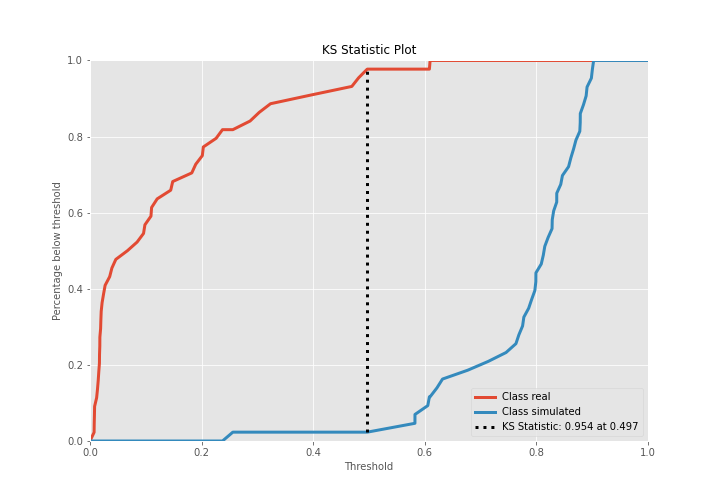 KS Statistic Plot
1.0
0.8
0.6
0.4
0.2
0.0
Percentage below threshold
0.0 0.2 0.4 0.6 0.8 1.0
Threshold
Class real
Class simulated
KS Statistic: 0.954 at 0.497